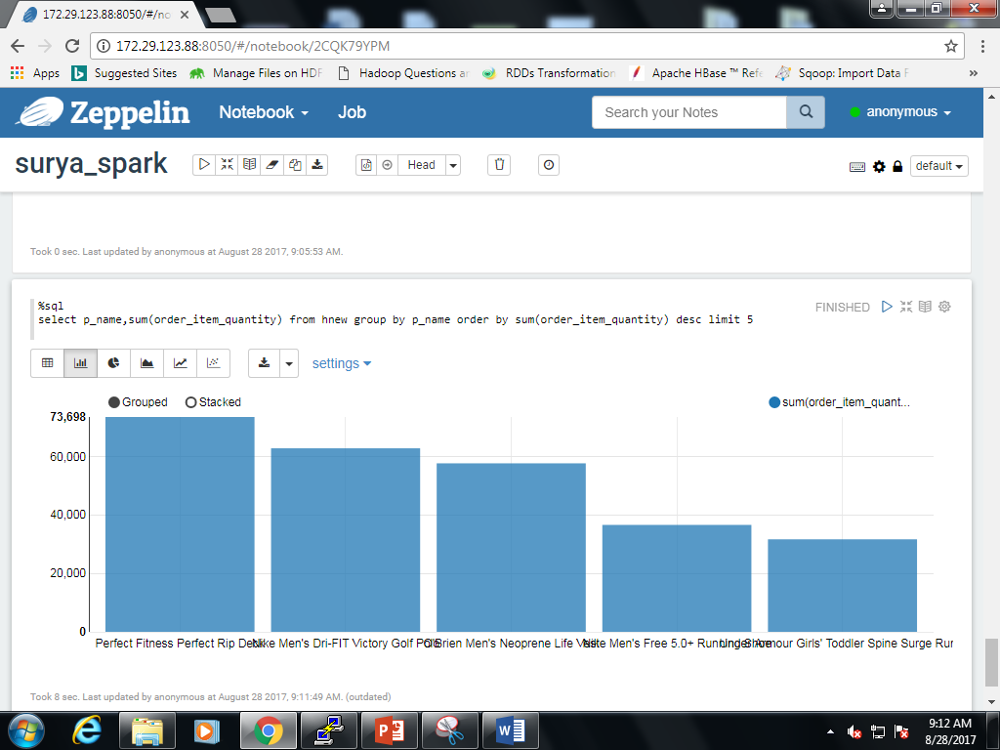 172.29.123.88:8050/#/no
172.29.123.88:8050/#/notebook/2CQK79YPM
Apps Suggested Sites Manage Files on HDF Hadoop Questions an RDDs Transformation Apache HBase ™ Refe Sqoop: Import Data F »
Zeppelin Notebook Job Search your Notes anonymous
surya_spark Head default
Took 0 sec. Last updated by anonymous at August 28 2017, 9:05:53 AM.
%sql
select p_name,sum(order_item_quantity) from hnew group by p_name order by sum(order_item_quantity) desc limit 5
FINISHED
settings
Grouped Stacked sum(order_item_quant...
73,698
60,000
40,000
20,000
0
Perfect Fitness Perfect Rip Deck Nike Men's Dri-FIT Victory Golf Polo O'Brien Men's Neoprene Life Vest Nike Men's Free 5.0+ Running Shoe Under Armour Girls' Toddler Spine Surge Run
Took 8 sec. Last updated by anonymous at August 28 2017, 9:11:49 AM. (outdated)
9:12 AM
8/28/2017